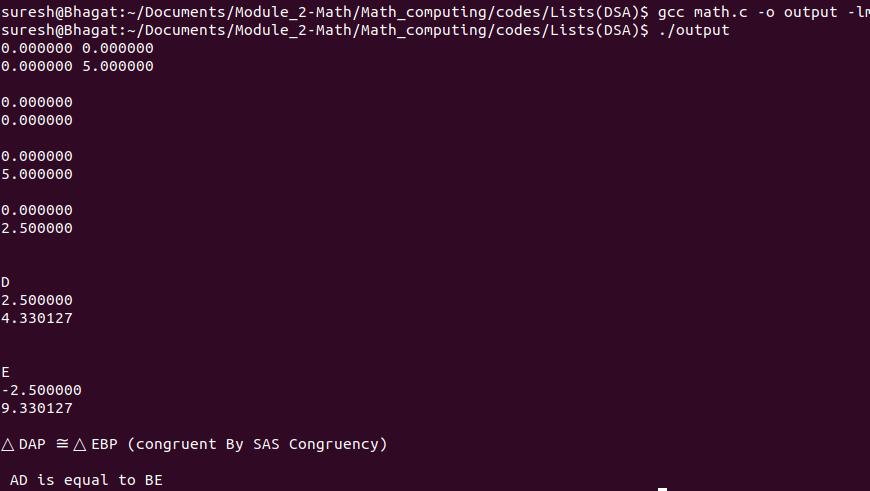 suresh@Bhagat:~/Documents/Module_2-Math/Math_computing/codes/Lists(DSA)$ gcc math.c -o output -lm
suresh@Bhagat:~/Documents/Module_2-Math/Math_computing/codes/Lists(DSA)$ ./output
0.000000 0.000000
0.000000 5.000000
0.000000
0.000000
0.000000
5.000000
0.000000
2.500000
D
2.500000
4.330127
E
-2.500000
9.330127
△DAP ≅△EBP (congruent By SAS Congruency)
AD is equal to BE